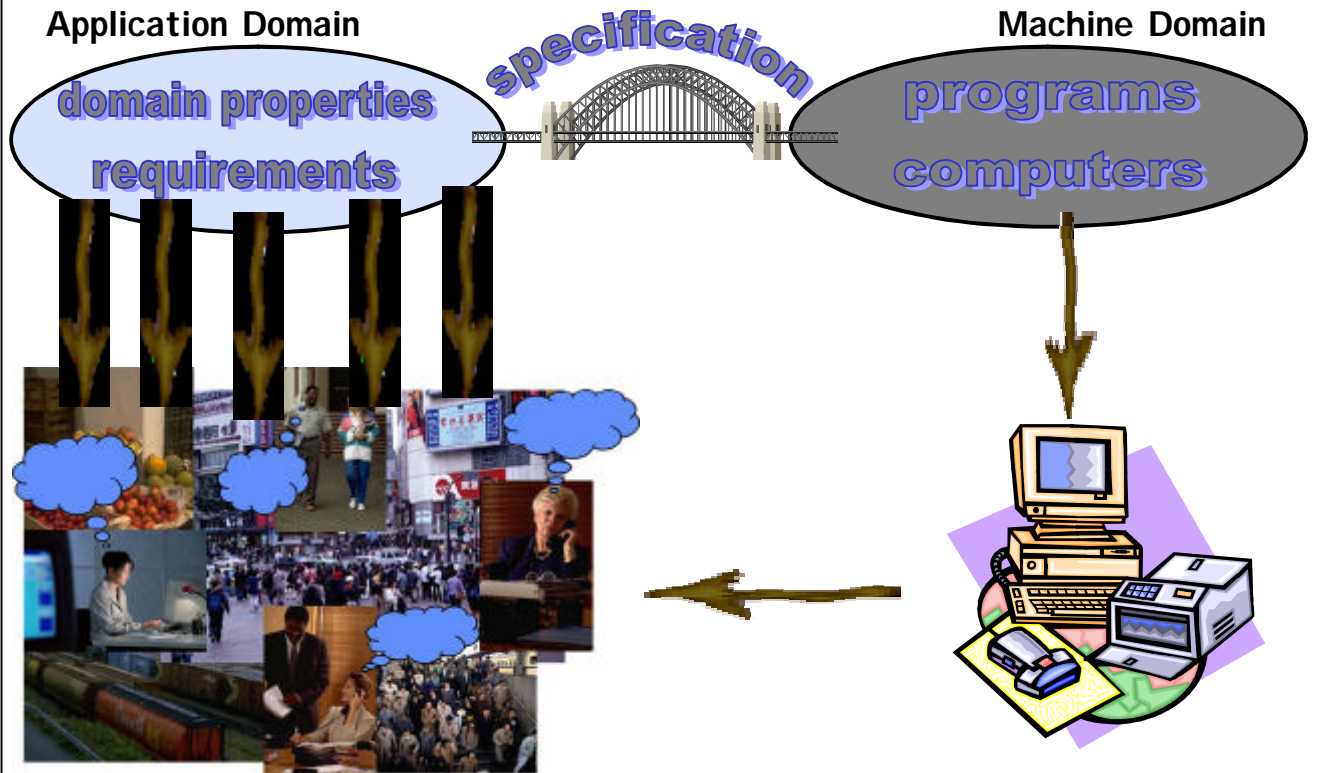 Application Domain
Machine Domain
specification
domain properties
requirements
programs
computers